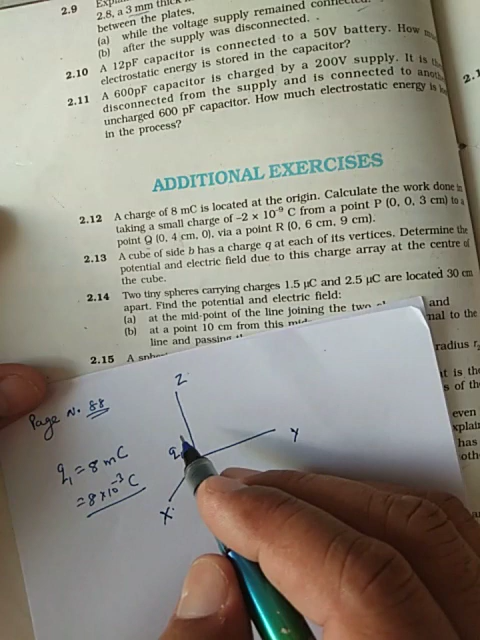 2.9
2.8, a 3 mm thick
between the plates,
(a) while the voltage supply remained
(b) after the supply was disconnected.
2.10 A 12pF capacitor is connected to a 50V battery. How
electrostatic energy is stored in the capacitor?
2.11 A 600pF capacitor is charged by a 200V supply. It is
disconnected from the supply and is connected to
uncharged 600 pF capacitor. How much electrostatic energy is
in the process?
ADDITIONAL EXERCISES
2.12 A charge of 8 mC is located at the origin. Calculate the work done in
taking a small charge of –2 × 10⁻⁹ C from a point P (0, 0, 3 cm) to a
point Q (0, 4 cm, 0), via a point R (0, 6 cm, 9 cm).
2.13 A cube of side b has a charge q at each of its vertices. Determine the
potential and electric field due to this charge array at the centre of
the cube.
2.14 Two tiny spheres carrying charges 1.5 μC and 2.5 μC are located 30 cm
apart. Find the potential and electric field:
(a) at the mid-point of the line joining the two and
(b) at a point 10 cm from this to the
line and passing
2.15 A radius
is the
s of the
even
has
Page N. 88
q₁ = 8 mC
= 8×10⁻³ C
Z
Y
X
q